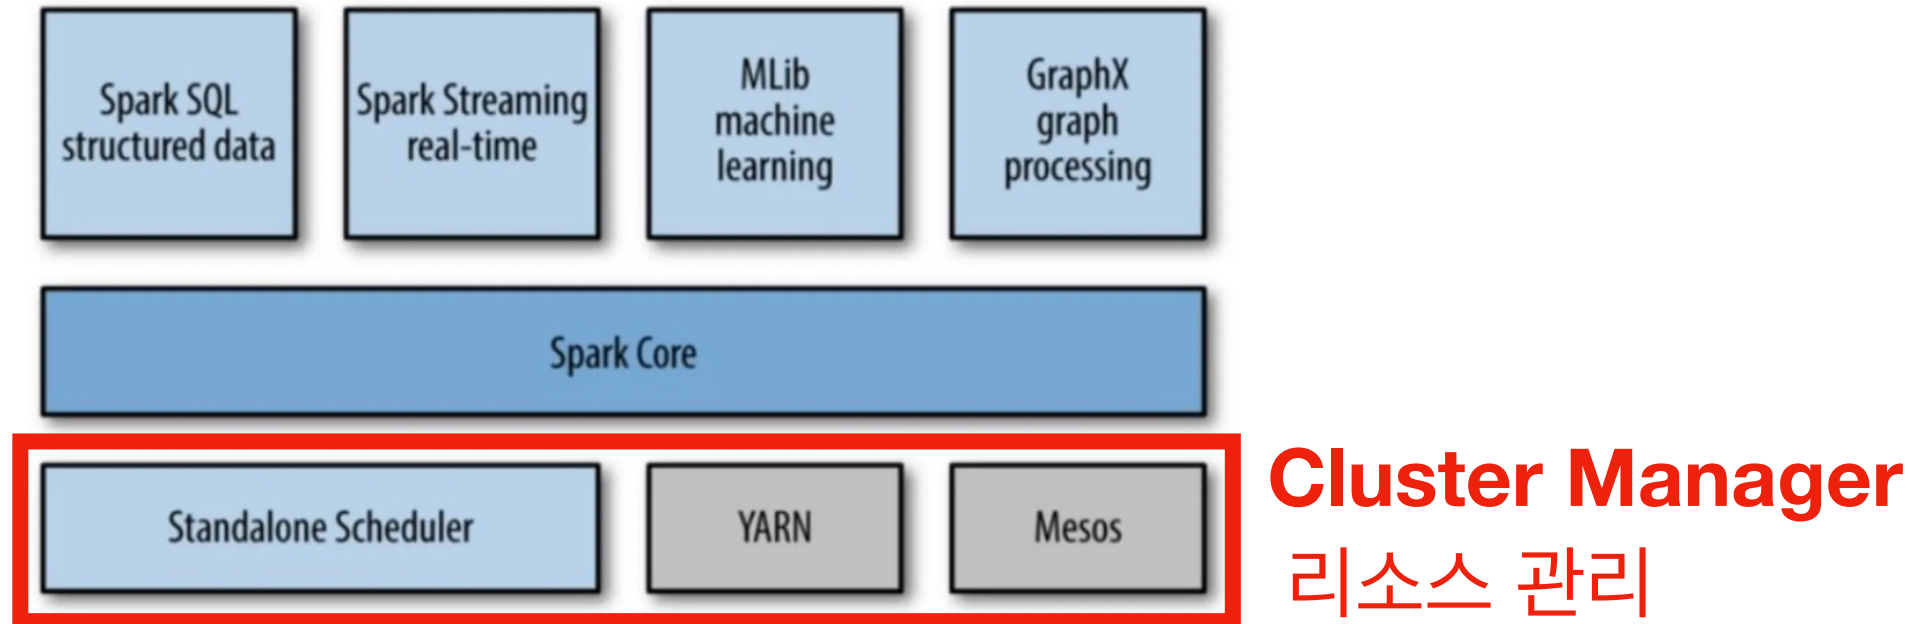 Spark SQL
structured data
Spark Streaming
real-time
MLib
machine
learning
GraphX
graph
processing
Spark Core
Standalone Scheduler
YARN
Mesos
Cluster Manager
리소스 관리